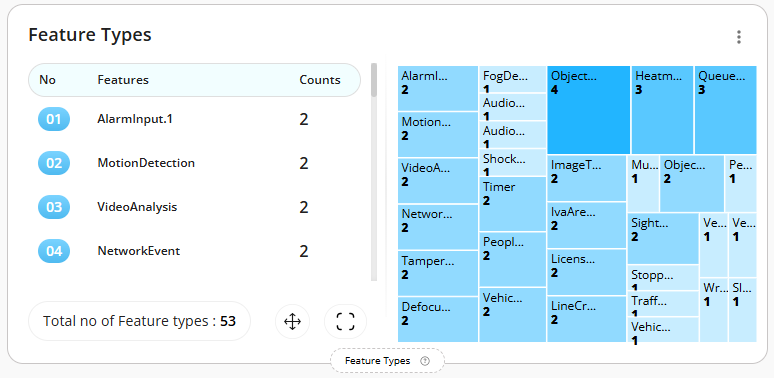 Feature Types
No Features Counts
01 AlarmInput.1 2
02 MotionDetection 2
03 VideoAnalysis 2
04 NetworkEvent 2
Total no of Feature types : 53
AlarmI...
2
Motion...
2
VideoA...
2
Networ...
2
Tamper...
2
Defocu...
2
FogDe...
1
Audio...
1
Audio...
1
Shock...
1
Timer
2
Peopl...
2
Vehic...
2
Object...
4
ImageT...
2
IvaAre...
2
Licens...
2
LineCr...
2
Heatm...
3
Queue...
3
Mu...
1
Objec...
2
Pe...
1
Sight...
2
Stopp...
1
Traff...
1
Vehic...
1
Ve...
1
Ve...
1
Wr...
1
Sl...
1
Feature Types